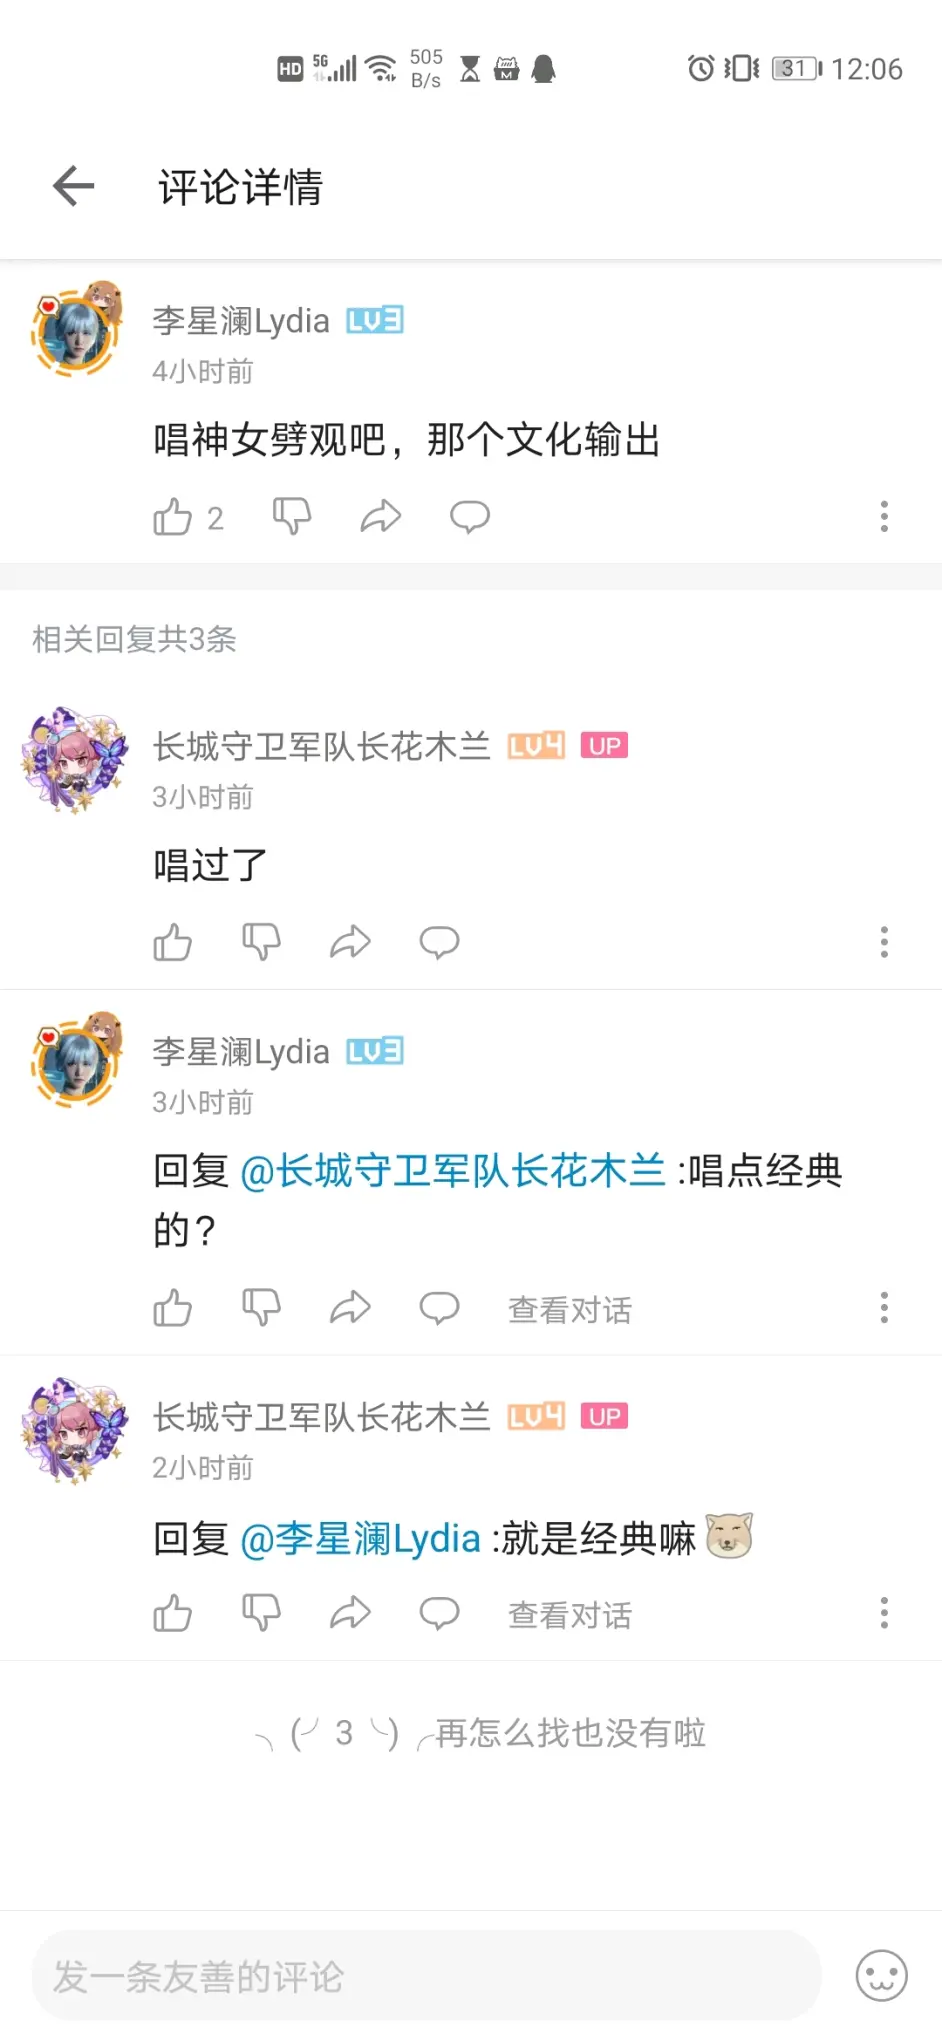 HD 5G 505 B/s 31 12:06
评论详情
李星澜Lydia LV3
4小时前
唱神女劈观吧，那个文化输出
2
相关回复共3条
长城守卫军队长花木兰 LV4 UP
3小时前
唱过了
李星澜Lydia LV3
3小时前
回复 @长城守卫军队长花木兰 :唱点经典
的？
查看对话
长城守卫军队长花木兰 LV4 UP
2小时前
回复 @李星澜Lydia :就是经典嘛
查看对话
╮(╯3╰)╭再怎么找也没有啦
发一条友善的评论